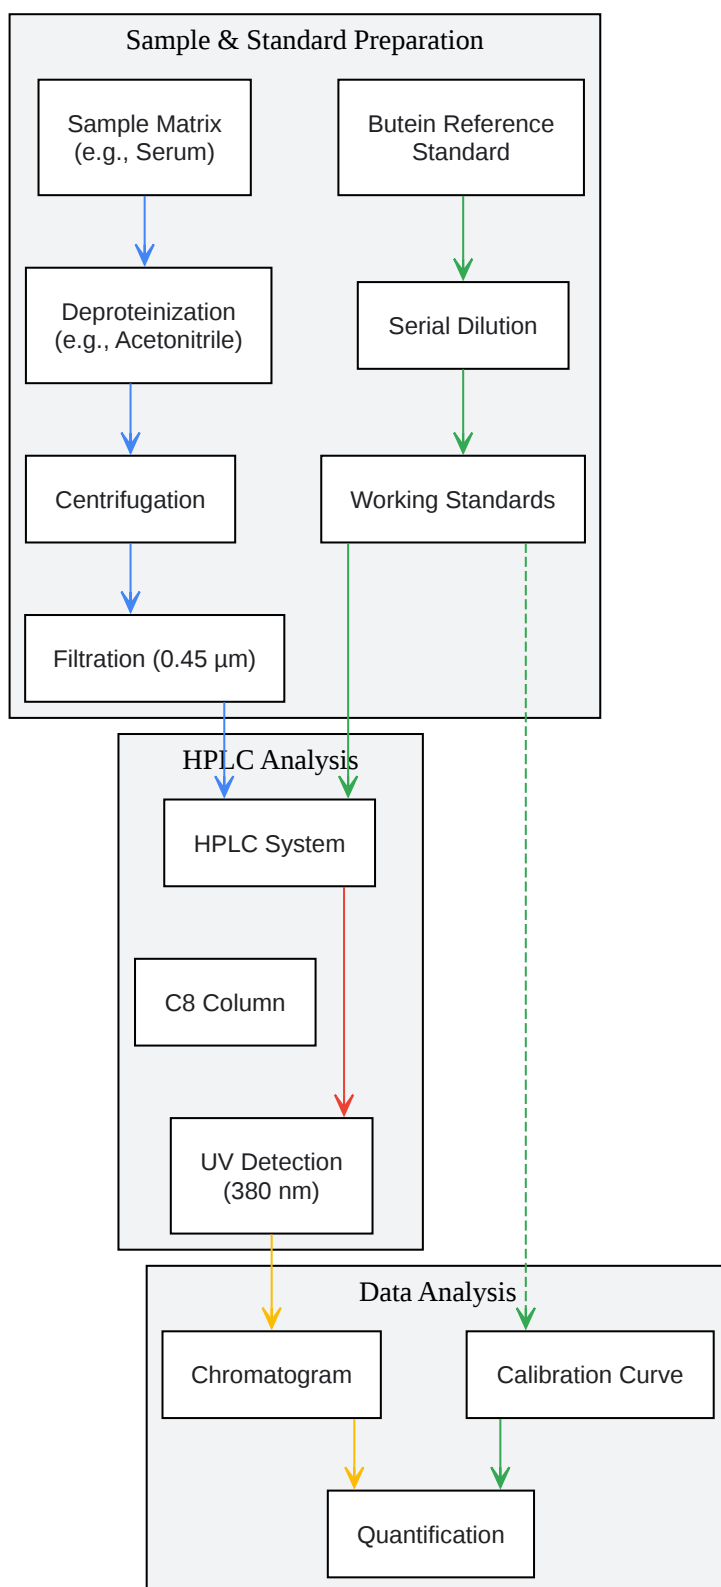 Sample & Standard Preparation
Sample Matrix
(e.g., Serum)
Butein Reference
Standard
Deproteinization
(e.g., Acetonitrile)
Serial Dilution
Centrifugation
Working Standards
Filtration (0.45 µm)
HPLC Analysis
HPLC System
C8 Column
UV Detection
(380 nm)
Data Analysis
Chromatogram
Calibration Curve
Quantification